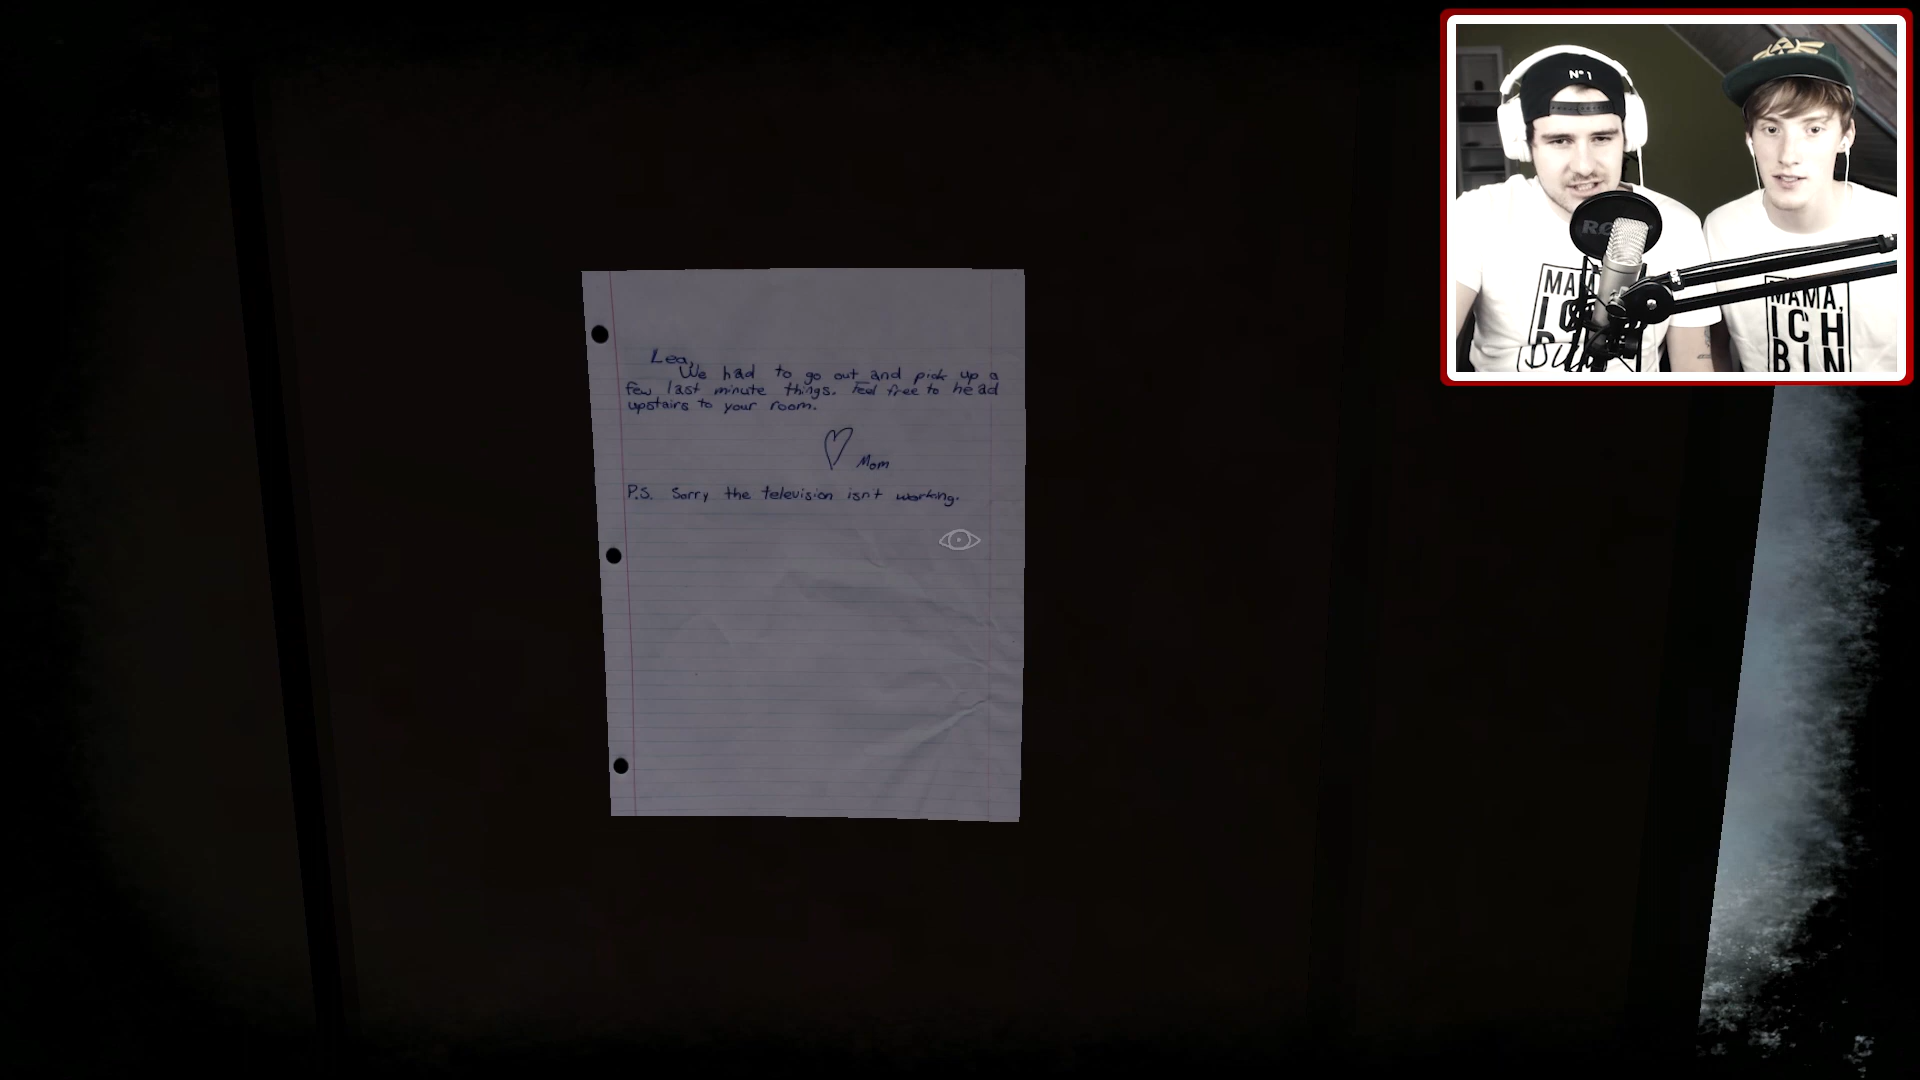 Lea,
We had to go out and pick up a
few last minute things. Feel free to head
upstairs to your room.
Mom
P.S. Sorry the television isn't working.
N° 1
MAMA,
ICH
BIN